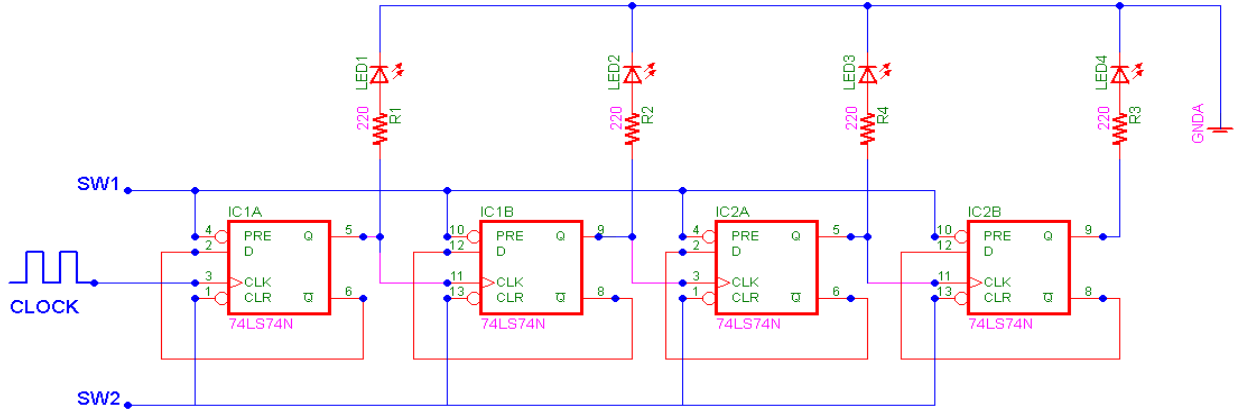 LED1
LED2
LED3
LED4
220
R1
220
R2
220
R4
220
R3
GNDA
SW1
IC1A
IC1B
IC2A
IC2B
4 PRE Q 5
2 D
3 CLK
1 CLR Q 6
74LS74N
10 PRE Q 9
12 D
11 CLK
13 CLR Q 8
74LS74N
4 PRE Q 5
2 D
3 CLK
1 CLR Q 6
74LS74N
10 PRE Q 9
12 D
11 CLK
13 CLR Q 8
74LS74N
CLOCK
SW2